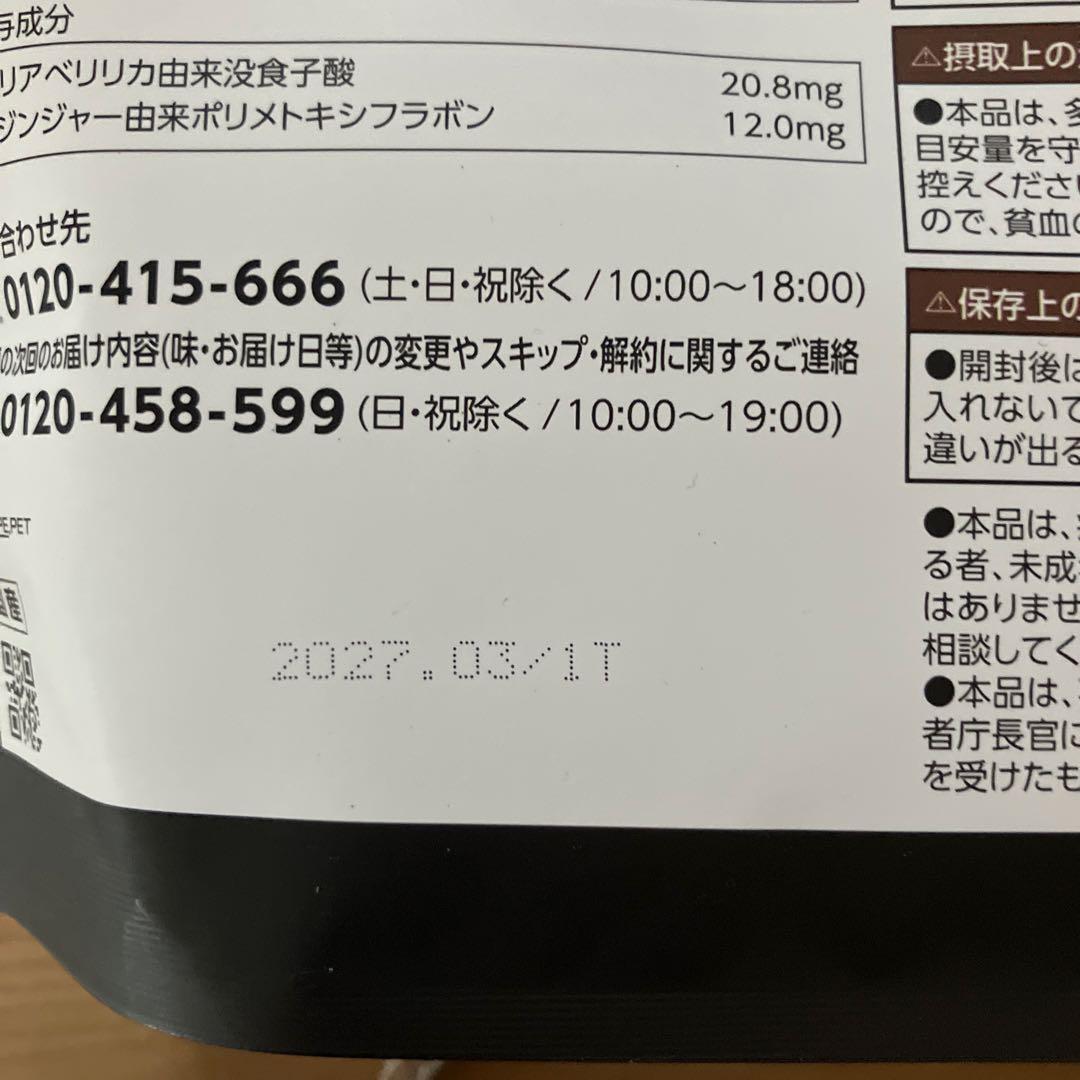 与成分
リアベリリカ由来没食子酸 20.8mg
ジンジャー由来ポリメトキシフラボン 12.0mg
合わせ先
0120-415-666 (土・日・祝除く/10:00〜18:00)
の次回のお届け内容(味・お届け日等)の変更やスキップ・解約に関するご連絡
0120-458-599 (日・祝除く/10:00〜19:00)
PE,PET
産
2027.03/1T
⚠摂取上の
●本品は、多
目安量を守
控えください
ので、貧血の
⚠保存上の
●開封後は
入れないで
違いが出る
●本品は、
る者、未成
はありませ
相談してく
●本品は、
者庁長官に
を受けたも